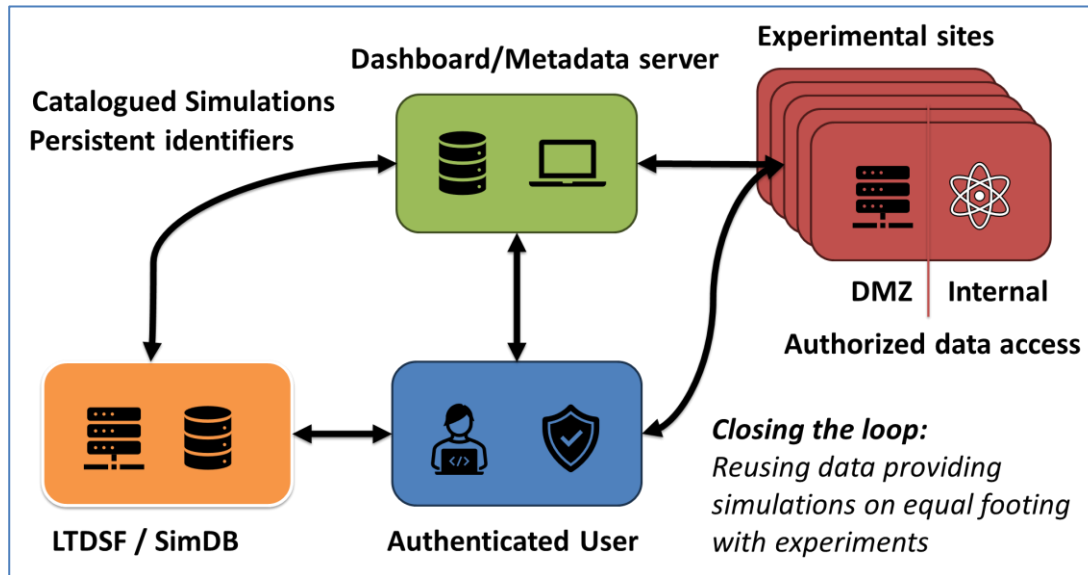 Experimental sites
Dashboard/Metadata server
Catalogued Simulations
Persistent identifiers
DMZ
Internal
Authorized data access
</>
LTDSF / SimDB
Authenticated User
Closing the loop:
Reusing data providing
simulations on equal footing
with experiments